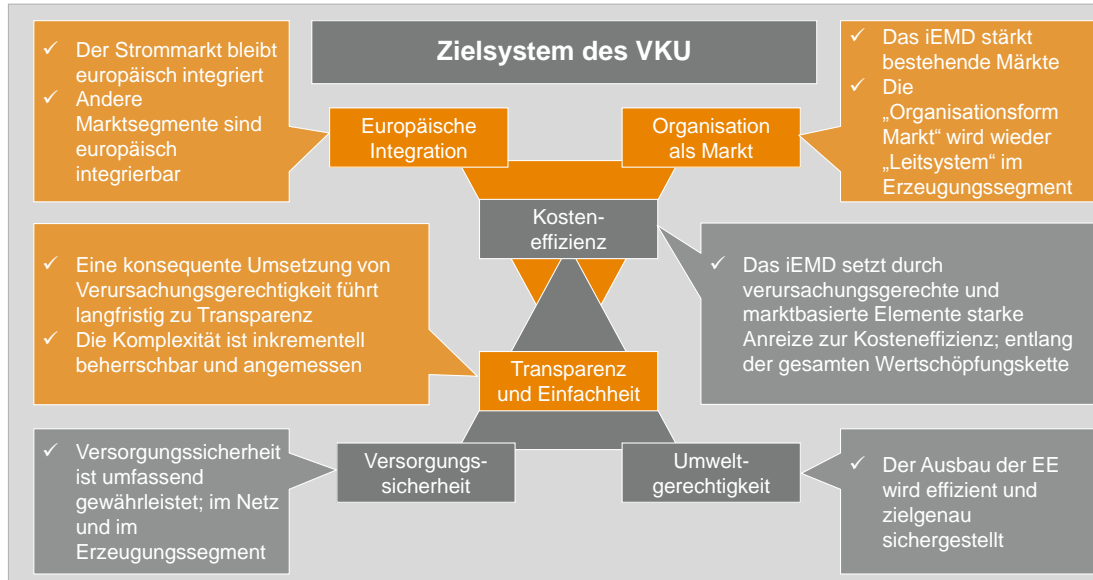 Zielsystem des VKU
✓ Der Strommarkt bleibt
europäisch integriert
✓ Andere
Marktsegmente sind
europäisch
integrierbar
Europäische
Integration
Organisation
als Markt
✓ Das iEMD stärkt
bestehende Märkte
✓ Die
„Organisationsform
Markt“ wird wieder
„Leitsystem“ im
Erzeugungssegment
Kosten-
effizienz
✓ Eine konsequente Umsetzung von
Verursachungsgerechtigkeit führt
langfristig zu Transparenz
✓ Die Komplexität ist inkrementell
beherrschbar und angemessen
✓ Das iEMD setzt durch
verursachungsgerechte und
marktbasierte Elemente starke
Anreize zur Kosteneffizienz; entlang
der gesamten Wertschöpfungskette
Transparenz
und Einfachheit
✓ Versorgungssicherheit
ist umfassend
gewährleistet; im Netz
und im
Erzeugungssegment
Versorgungs-
sicherheit
Umwelt-
gerechtigkeit
✓ Der Ausbau der EE
wird effizient und
zielgenau
sichergestellt